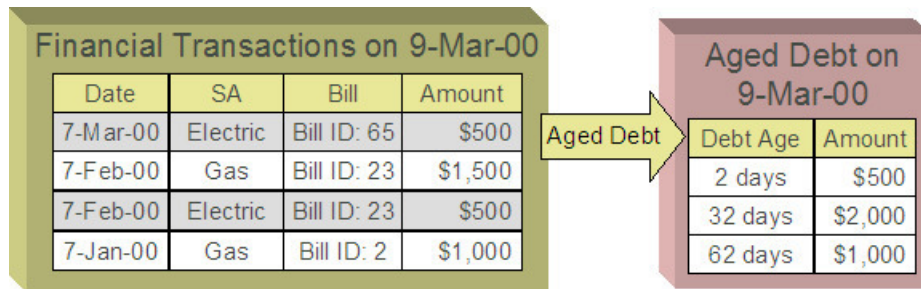 Financial Transactions on 9-Mar-00
Date SA Bill Amount
7-Mar-00 Electric Bill ID: 65 $500
7-Feb-00 Gas Bill ID: 23 $1,500
7-Feb-00 Electric Bill ID: 23 $500
7-Jan-00 Gas Bill ID: 2 $1,000
Aged Debt
Aged Debt on
9-Mar-00
Debt Age Amount
2 days $500
32 days $2,000
62 days $1,000